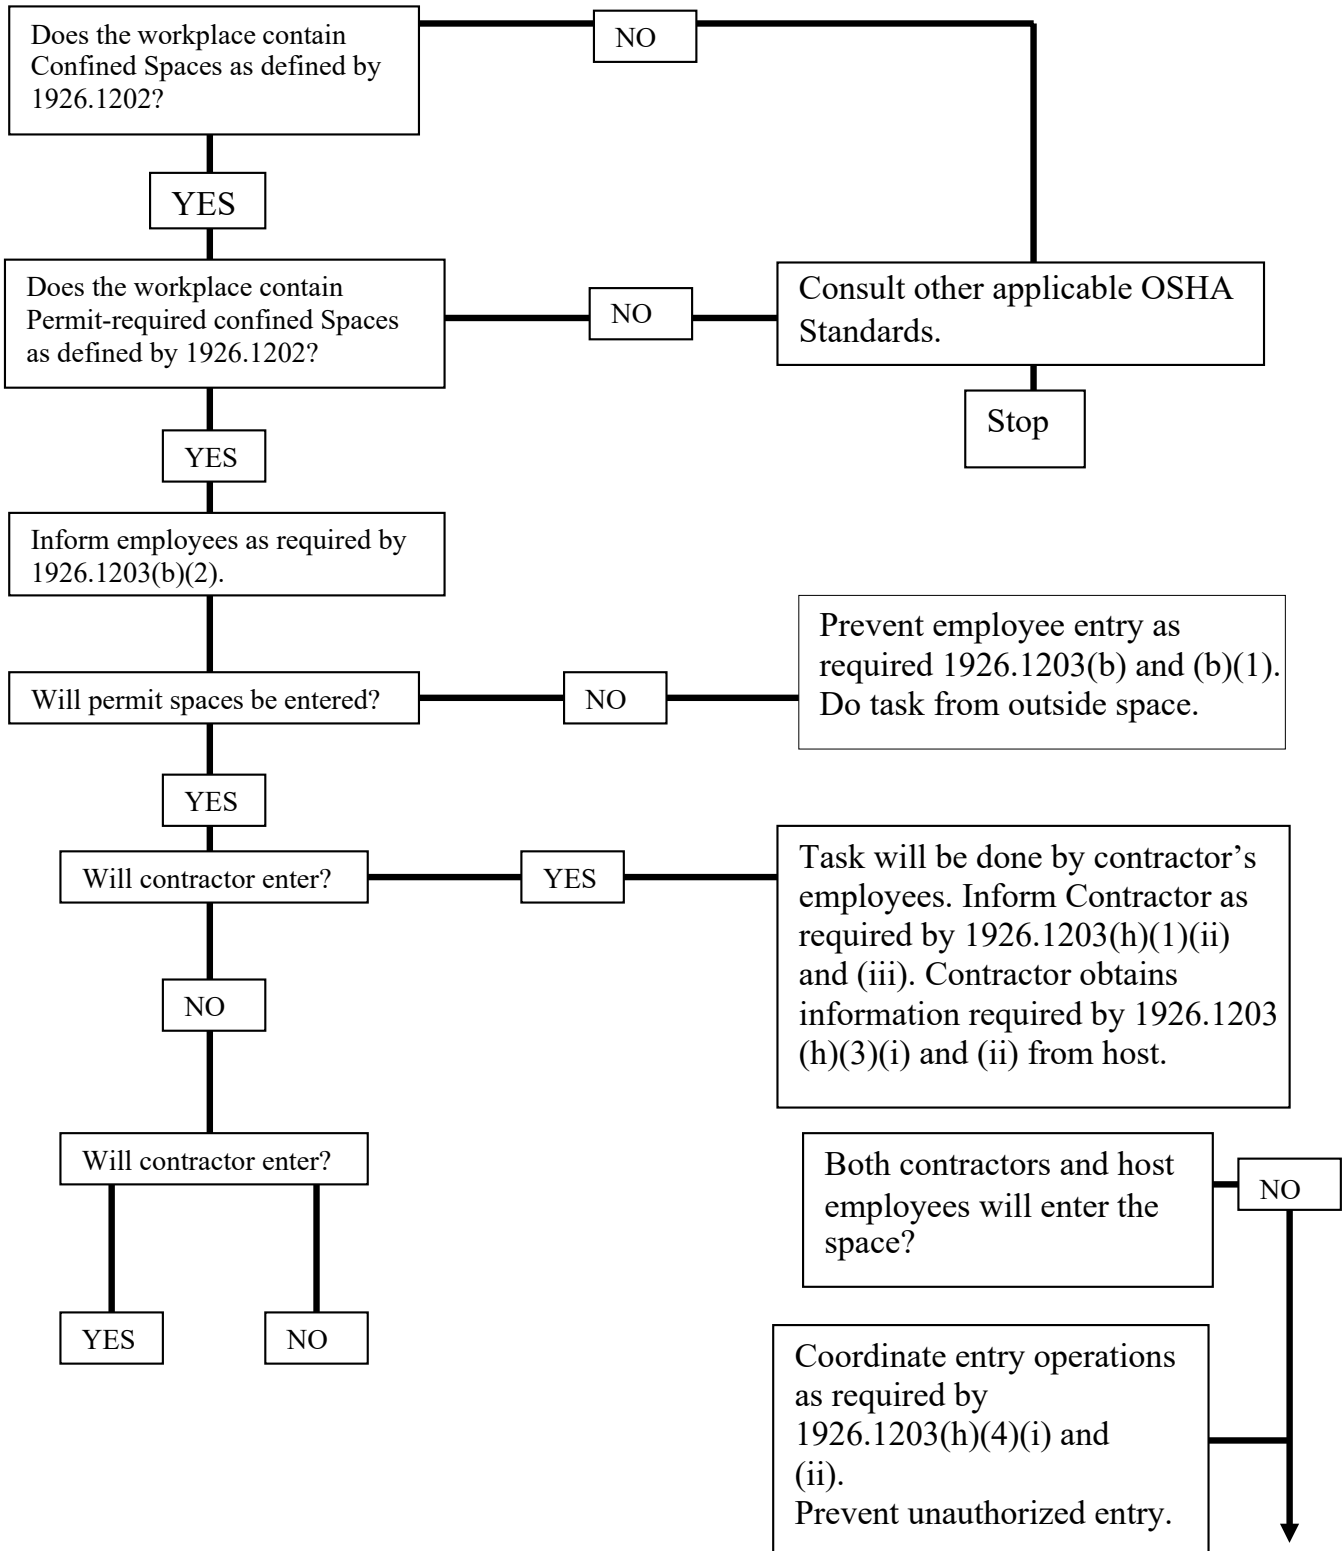 Does the workplace contain
Confined Spaces as defined by
1926.1202?
NO
YES
Does the workplace contain
Permit-required confined Spaces
as defined by 1926.1202?
NO
Consult other applicable OSHA
Standards.
Stop
YES
Inform employees as required by
1926.1203(b)(2).
Will permit spaces be entered?
NO
Prevent employee entry as
required 1926.1203(b) and (b)(1).
Do task from outside space.
YES
Will contractor enter?
YES
Task will be done by contractor’s
employees. Inform Contractor as
required by 1926.1203(h)(1)(ii)
and (iii). Contractor obtains
information required by 1926.1203
(h)(3)(i) and (ii) from host.
NO
Will contractor enter?
YES
NO
Both contractors and host
employees will enter the
space?
NO
Coordinate entry operations
as required by
1926.1203(h)(4)(i) and
(ii).
Prevent unauthorized entry.